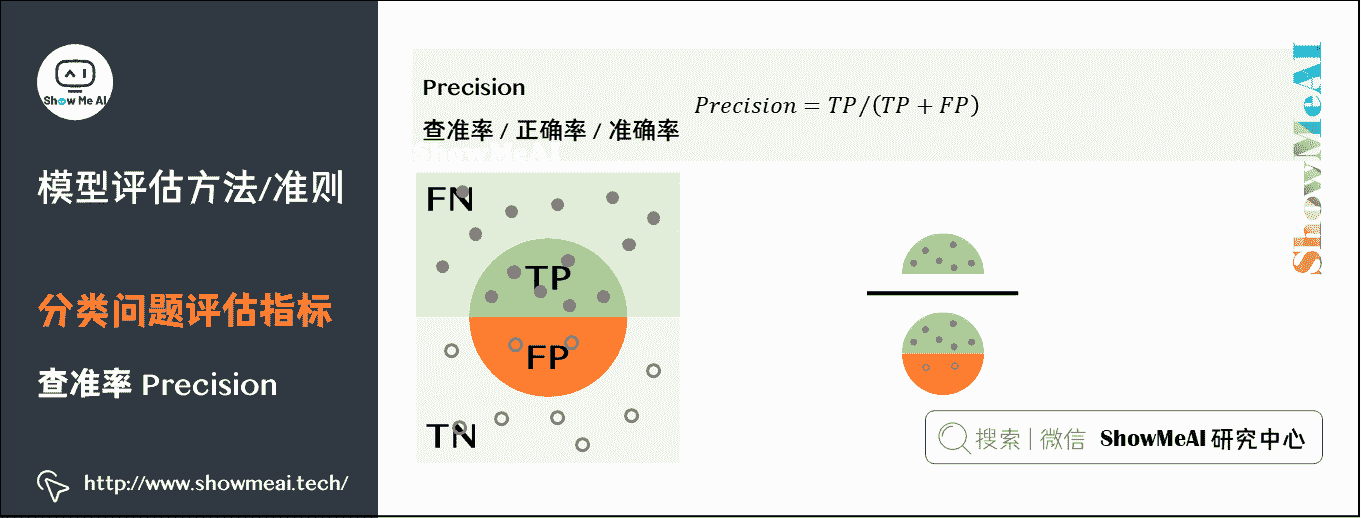 Show Me AI
模型评估方法/准则
分类问题评估指标
查准率 Precision
http://www.showmeai.tech/
Precision
查准率 / 正确率 / 准确率
Precision = TP/(TP + FP)
ShowMeAI
FN
TP
FP
TN
ShowMeAI
搜索 | 微信 ShowMeAI 研究中心